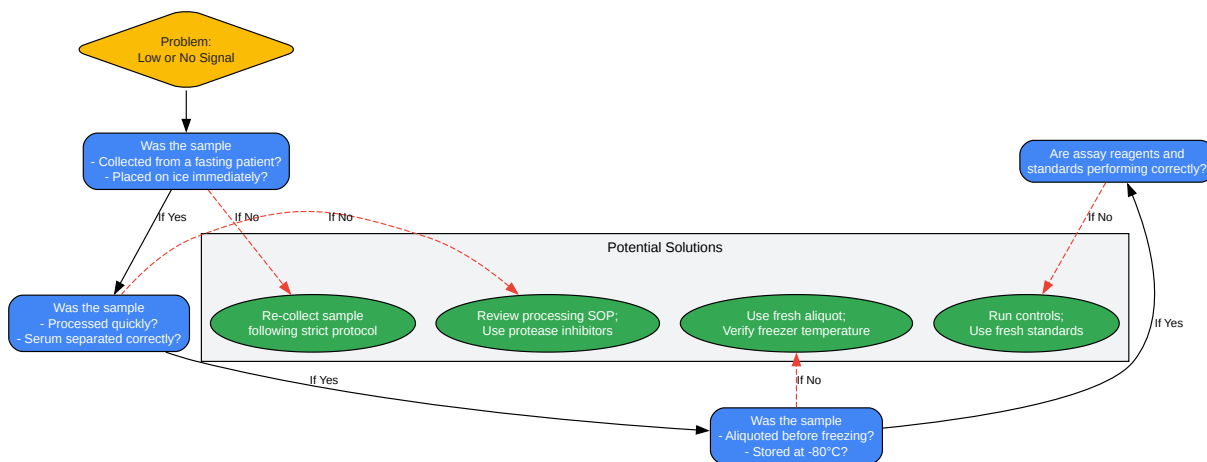 Problem:
Low or No Signal
Was the sample
- Collected from a fasting patient?
- Placed on ice immediately?
Are assay reagents and
standards performing correctly?
If Yes
If No
If No
If No
Potential Solutions
Was the sample
- Processed quickly?
- Serum separated correctly?
Re-collect sample
following strict protocol
Review processing SOP;
Use protease inhibitors
Use fresh aliquot;
Verify freezer temperature
Run controls;
Use fresh standards
If Yes
If Yes
If No
Was the sample
- Aliquoted before freezing?
- Stored at -80°C?